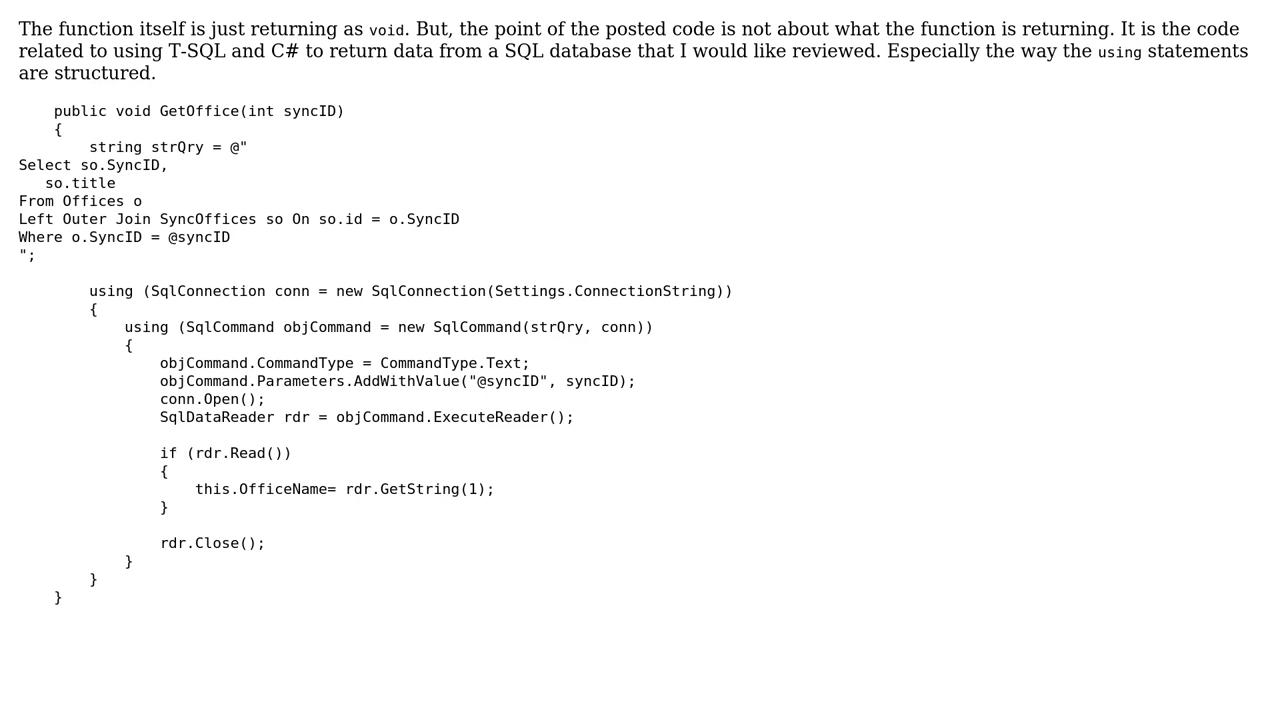 The function itself is just returning as void. But, the point of the posted code is not about what the function is returning. It is the code
related to using T-SQL and C# to return data from a SQL database that I would like reviewed. Especially the way the using statements
are structured.
    public void GetOffice(int syncID)
    {
        string strQry = @"
Select so.SyncID,
   so.title
From Offices o
Left Outer Join SyncOffices so On so.id = o.SyncID
Where o.SyncID = @syncID
";
        using (SqlConnection conn = new SqlConnection(Settings.ConnectionString))
        {
            using (SqlCommand objCommand = new SqlCommand(strQry, conn))
            {
                objCommand.CommandType = CommandType.Text;
                objCommand.Parameters.AddWithValue("@syncID", syncID);
                conn.Open();
                SqlDataReader rdr = objCommand.ExecuteReader();
                if (rdr.Read())
                {
                    this.OfficeName= rdr.GetString(1);
                }
                rdr.Close();
            }
        }
    }